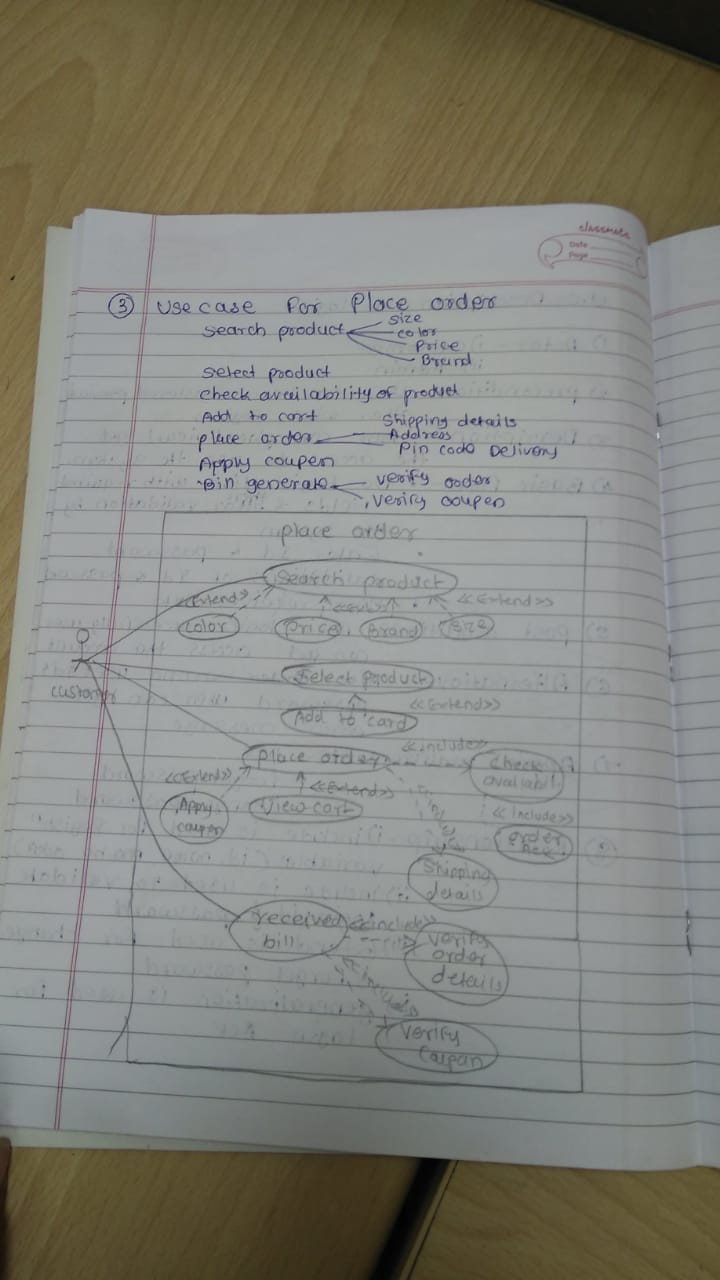 classmate
Date
Page
③ Use case For Place order
Search product
Size
color
Price
Brand
Select product
Check availability of product
Add to cart
place order
Shipping details
Address
Pin code Delivery
Apply coupen
Bin generate
verify order
Verify coupen
place order
Search product
<<Extend>>
<<Extend>>
<<Extend>>
color
Price
Brand
Size
Select product
<<Extend>>
Add to card
customer
Place order
<<include>>
Check
availabili
<<Extend>>
<<Extend>>
Apply
coupen
View cart
<<Include>>
order
Shipping
details
received
bill
<<include>>
Verify
order
details
<<include>>
Verify
coupan